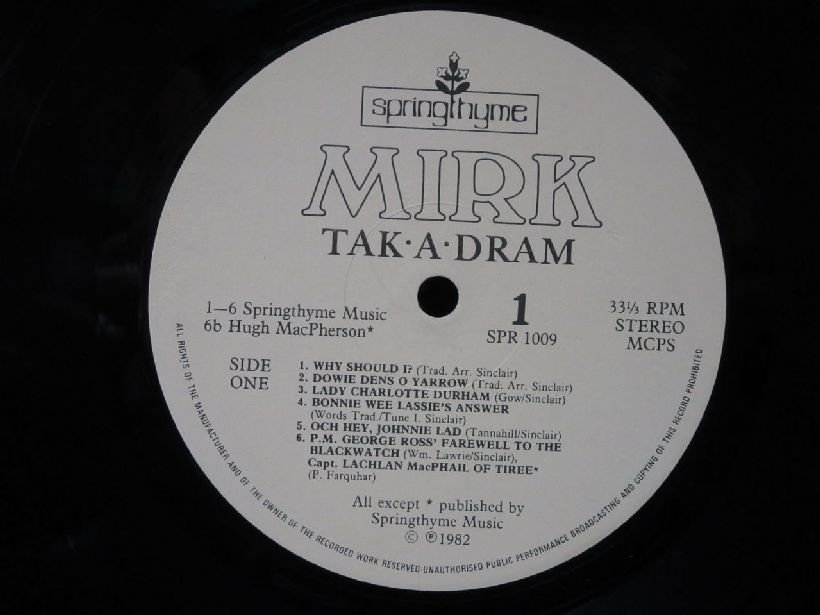 springthyme
MIRK
TAK·A·DRAM
1—6 Springthyme Music
6b Hugh MacPherson*
1
SPR 1009
33⅓ RPM
STEREO
MCPS
SIDE
ONE
1. WHY SHOULD I? (Trad. Arr. Sinclair)
2. DOWIE DENS O YARROW (Trad. Arr. Sinclair)
3. LADY CHARLOTTE DURHAM (Gow/Sinclair)
4. BONNIE WEE LASSIE'S ANSWER
(Words Trad./Tune I. Sinclair)
5. OCH HEY, JOHNNIE LAD (Tannahill/Sinclair)
6. P.M. GEORGE ROSS' FAREWELL TO THE
BLACKWATCH (Wm. Lawrie/Sinclair),
Capt. LACHLAN MacPHAIL OF TIREE*
(P. Farquhar)
All except * published by
Springthyme Music
© ℗1982
ALL RIGHTS OF THE MANUFACTURER AND OF THE OWNER OF THE RECORDED WORK RESERVED-UNAUTHORISED PUBLIC PERFORMANCE BROADCASTING AND COPYING OF THIS RECORD PROHIBITED